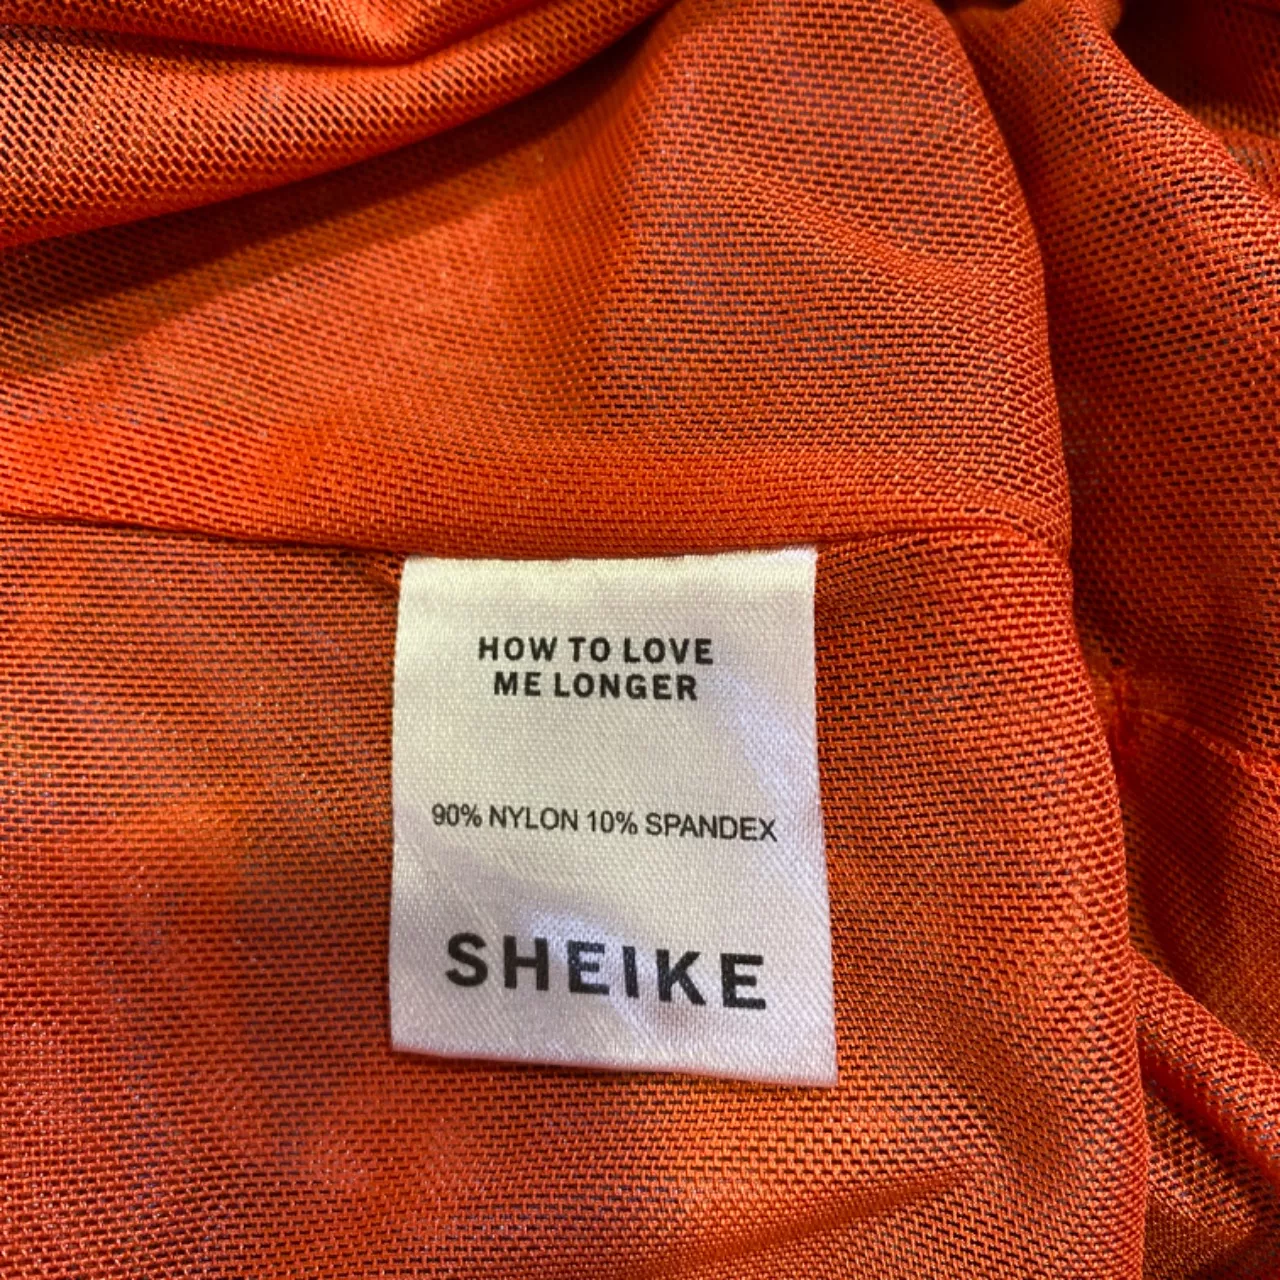 HOW TO LOVE
ME LONGER
90% NYLON 10% SPANDEX
SHEIKE